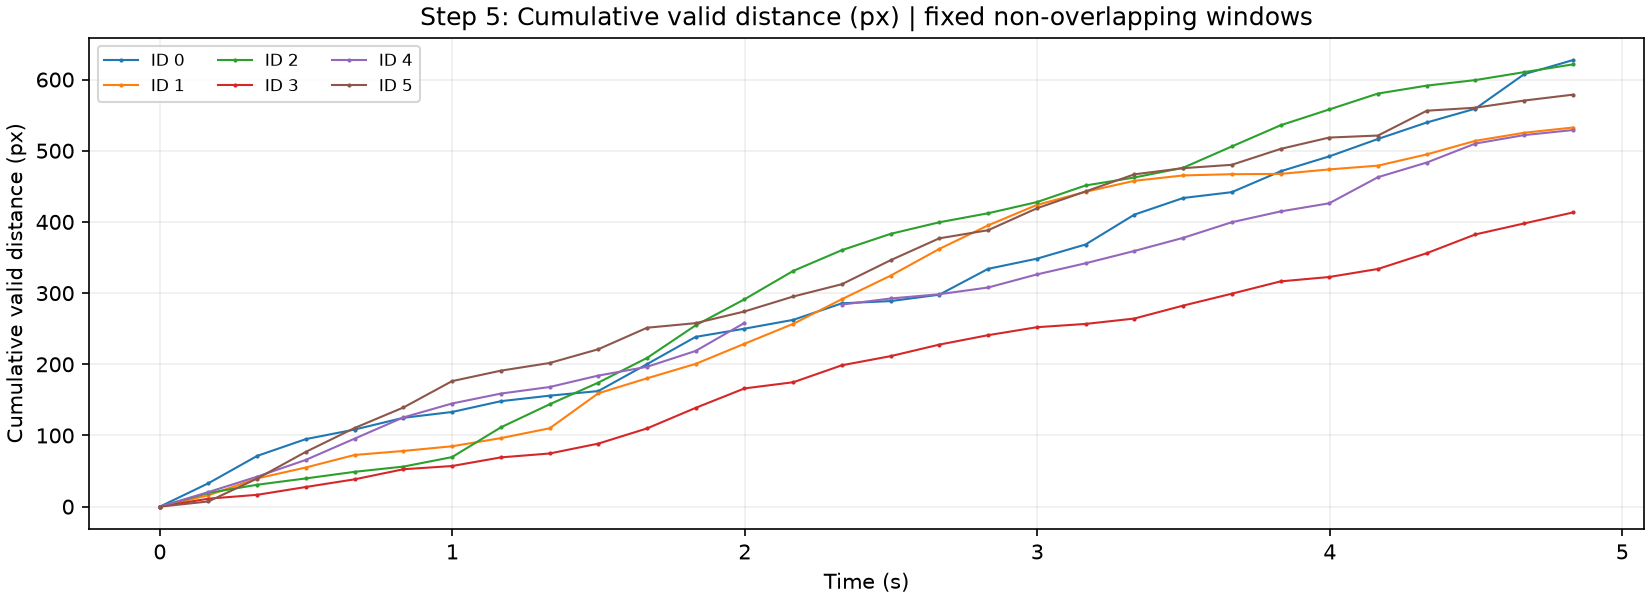 Step 5: Cumulative valid distance (px) | fixed non-overlapping windows
ID 0 ID 2 ID 4
ID 1 ID 3 ID 5
Cumulative valid distance (px)
600
500
400
300
200
100
0
0 1 2 3 4 5
Time (s)